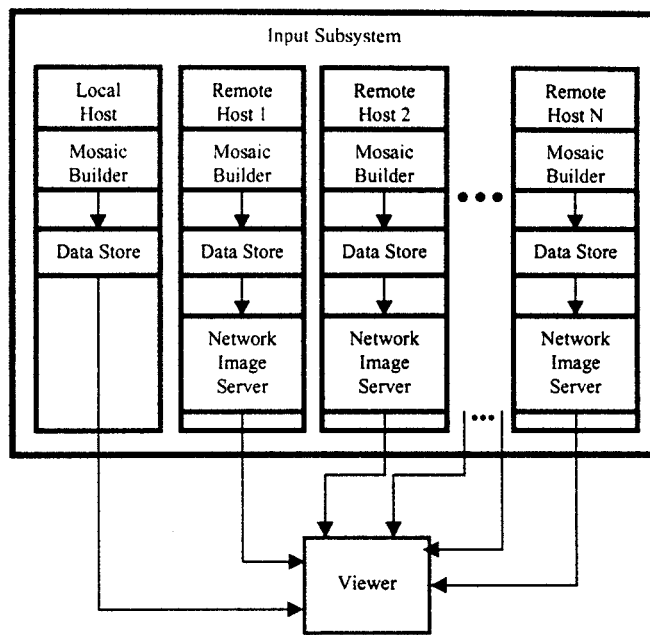 Input Subsystem
Local
Host
Mosaic
Builder
Data Store
Remote
Host 1
Mosaic
Builder
Data Store
Network
Image
Server
Remote
Host 2
Mosaic
Builder
Data Store
Network
Image
Server
Remote
Host N
Mosaic
Builder
Data Store
Network
Image
Server
Viewer